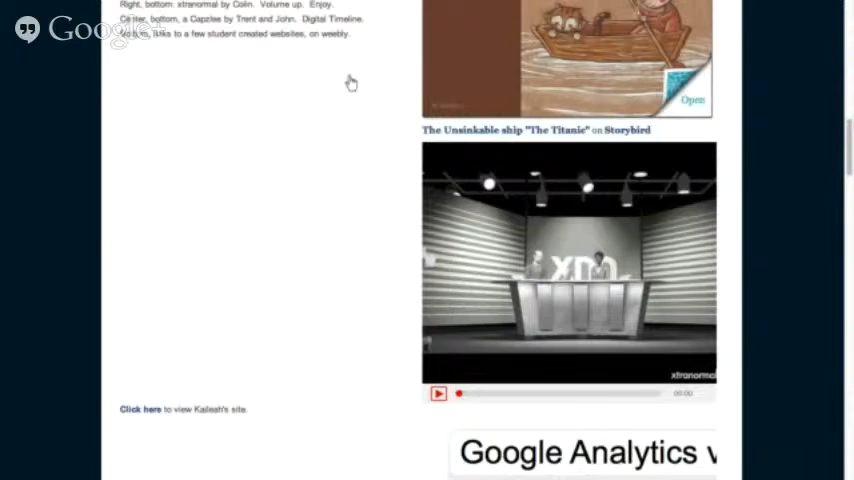 Right, bottom: xtranormal by Colin. Volume up. Enjoy.
Center, bottom, a Capzles by Trent and John. Digital Timeline.
links to a few student created websites, on weebly.
Google+
Open
The Unsinkable ship "The Titanic" on Storybird
xtranormal
00:00
Click here to view Kaileah's site.
Google Analytics v